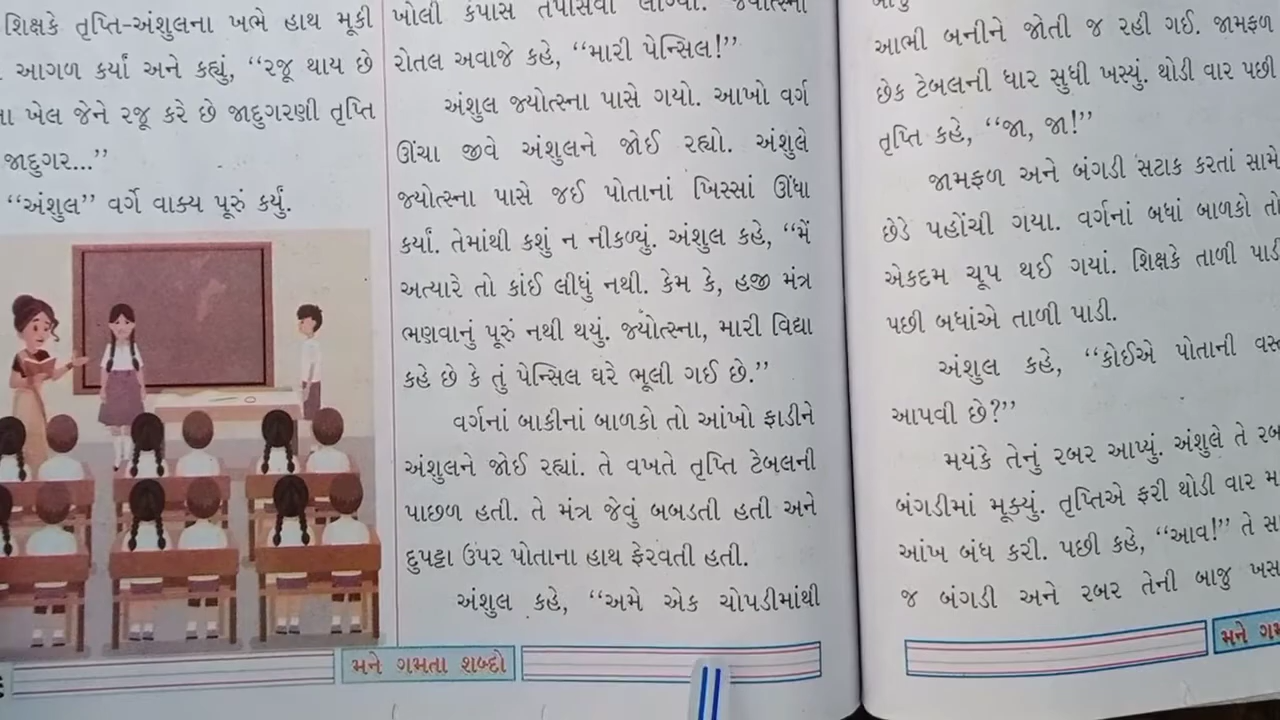 શિક્ષકે તૃપ્તિ-અંશુલના ખભે હાથ મૂકી
આગળ કર્યાં અને કહ્યું, “રજૂ થાય છે
ખેલ જેને રજૂ કરે છે જાદુગરણી તૃપ્તિ
જાદુગર...”
“અંશુલ” વર્ગે વાક્ય પૂરું કર્યું.
ખોલી કંપાસ તપાસવા લાગ્યો. જ્યોત્સ્ના
રોતલ અવાજે કહે, “મારી પેન્સિલ!”
અંશુલ જ્યોત્સ્ના પાસે ગયો. આખો વર્ગ
ઊંચા જીવે અંશુલને જોઈ રહ્યો. અંશુલે
જ્યોત્સ્ના પાસે જઈ પોતાનાં ખિસ્સાં ઊંધા
કર્યાં. તેમાંથી કશું ન નીકળ્યું. અંશુલ કહે, “મેં
અત્યારે તો કાંઈ લીધું નથી. કેમ કે, હજી મંત્ર
ભણવાનું પૂરું નથી થયું. જ્યોત્સ્ના, મારી વિદ્યા
કહે છે કે તું પેન્સિલ ઘરે ભૂલી ગઈ છે.”
વર્ગનાં બાકીનાં બાળકો તો આંખો ફાડીને
અંશુલને જોઈ રહ્યાં. તે વખતે તૃપ્તિ ટેબલની
પાછળ હતી. તે મંત્ર જેવું બબડતી હતી અને
દુપટ્ટા ઉપર પોતાના હાથ ફેરવતી હતી.
અંશુલ કહે, “અમે એક ચોપડીમાંથી
મને ગમતા શબ્દો
આભી બનીને જોતી જ રહી ગઈ. જામફળ
છેક ટેબલની ધાર સુધી ખસ્યું. થોડી વાર પછી
તૃપ્તિ કહે, “જા, જા!”
જામફળ અને બંગડી સટાક કરતાં સામે
છેડે પહોંચી ગયા. વર્ગનાં બધાં બાળકો તો
એકદમ ચૂપ થઈ ગયાં. શિક્ષકે તાળી પાડી
પછી બધાંએ તાળી પાડી.
અંશુલ કહે, “કોઈએ પોતાની
આપવી છે?”
મયંકે તેનું રબર આપ્યું. અંશુલે તે
બંગડીમાં મૂક્યું. તૃપ્તિએ ફરી થોડી વાર
આંખ બંધ કરી. પછી કહે, “આવ!” તે
જ બંગડી અને રબર તેની બાજુ
મને